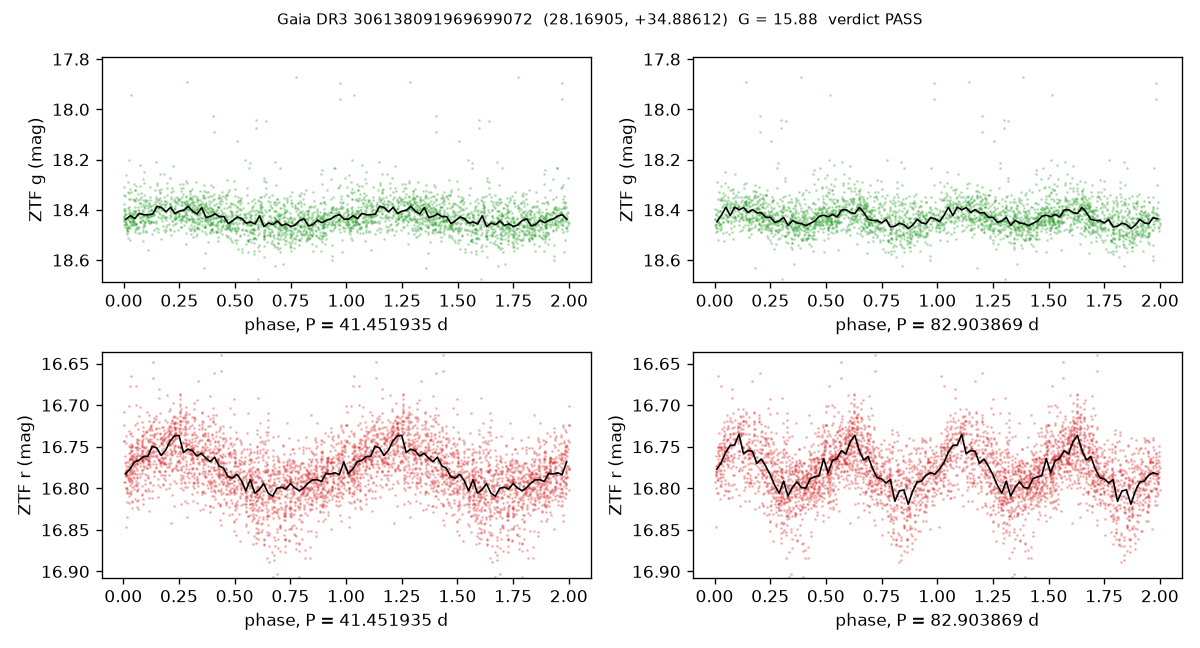 Gaia DR3 306138091969699072 (28.16905, +34.88612) G = 15.88 verdict PASS
ZTF g (mag)
17.8
18.0
18.2
18.4
18.6
0.00 0.25 0.50 0.75 1.00 1.25 1.50 1.75 2.00
phase, P = 41.451935 d
ZTF g (mag)
17.8
18.0
18.2
18.4
18.6
0.00 0.25 0.50 0.75 1.00 1.25 1.50 1.75 2.00
phase, P = 82.903869 d
ZTF r (mag)
16.65
16.70
16.75
16.80
16.85
16.90
0.00 0.25 0.50 0.75 1.00 1.25 1.50 1.75 2.00
phase, P = 41.451935 d
ZTF r (mag)
16.65
16.70
16.75
16.80
16.85
16.90
0.00 0.25 0.50 0.75 1.00 1.25 1.50 1.75 2.00
phase, P = 82.903869 d